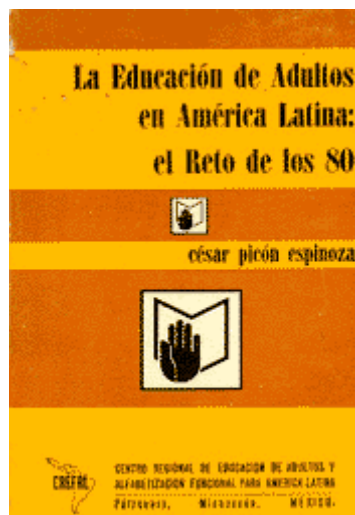 La Educación de Adultos
en América Latina:
el Reto de los 80
césar picón espinoza
CREFAL
CENTRO REGIONAL DE EDUCACION DE ADULTOS Y
ALFABETIZACION FUNCIONAL PARA AMERICA LATINA
Pátzcuaro, Michoacán, MEXICO.